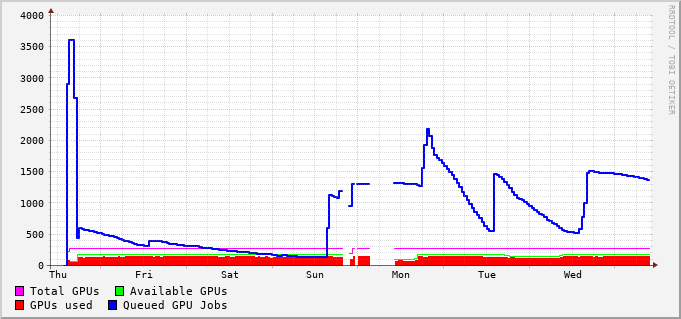 4000
3500
3000
2500
2000
1500
1000
500
0
Thu Fri Sat Sun Mon Tue Wed
Total GPUs Available GPUs
GPUs used Queued GPU Jobs
RRDTOOL / TOBI OETIKER